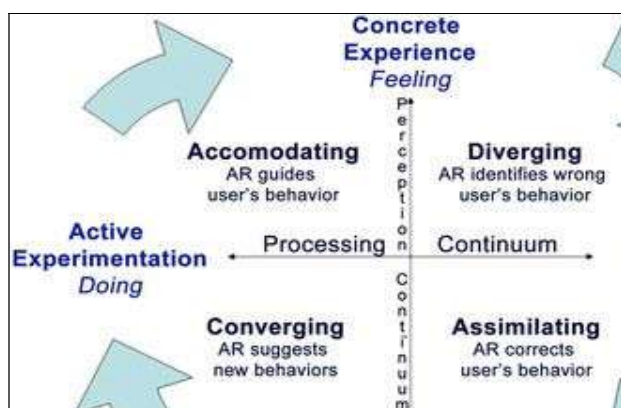 Concrete
Experience
Feeling
Accomodating
AR guides
user's behavior
Diverging
AR identifies wrong
user's behavior
Perception Continuum
Active
Experimentation
Doing
Processing Continuum
Converging
AR suggests
new behaviors
Assimilating
AR corrects
user's behavior